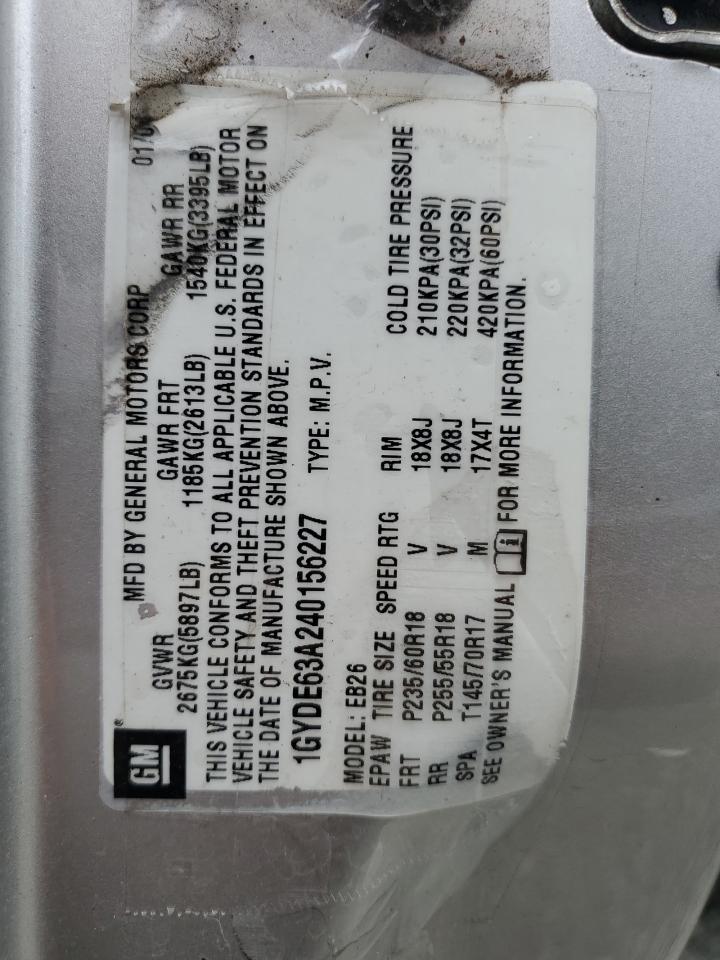 GM®
MFD BY GENERAL MOTORS CORP 01/0
GVWR GAWR FRT GAWR RR
2675KG(5897LB) 1185KG(2613LB) 1540KG(3395LB)
THIS VEHICLE CONFORMS TO ALL APPLICABLE U.S. FEDERAL MOTOR
VEHICLE SAFETY AND THEFT PREVENTION STANDARDS IN EFFECT ON
THE DATE OF MANUFACTURE SHOWN ABOVE.
1GYDE63A240156227 TYPE: M.P.V.
MODEL: EB26
EPAW TIRE SIZE SPEED RTG RIM COLD TIRE PRESSURE
FRT P235/60R18 V 18X8J 210KPA(30PSI)
RR P255/55R18 V 18X8J 220KPA(32PSI)
SPA T145/70R17 M 17X4T 420KPA(60PSI)
SEE OWNER'S MANUAL FOR MORE INFORMATION.